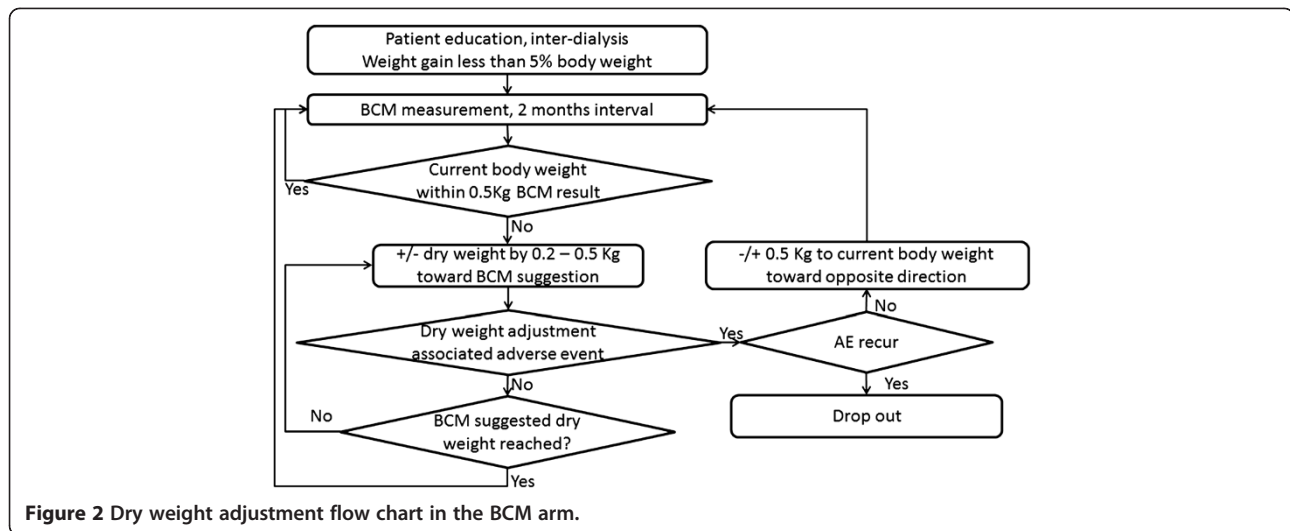 Patient education, inter-dialysis
Weight gain less than 5% body weight
BCM measurement, 2 months interval
Current body weight
within 0.5Kg BCM result
Yes
No
+/- dry weight by 0.2 – 0.5 Kg
toward BCM suggestion
-/+ 0.5 Kg to current body weight
toward opposite direction
No
Dry weight adjustment
associated adverse event
Yes
AE recur
Yes
Drop out
No
BCM suggested dry
weight reached?
No
Yes
Figure 2 Dry weight adjustment flow chart in the BCM arm.